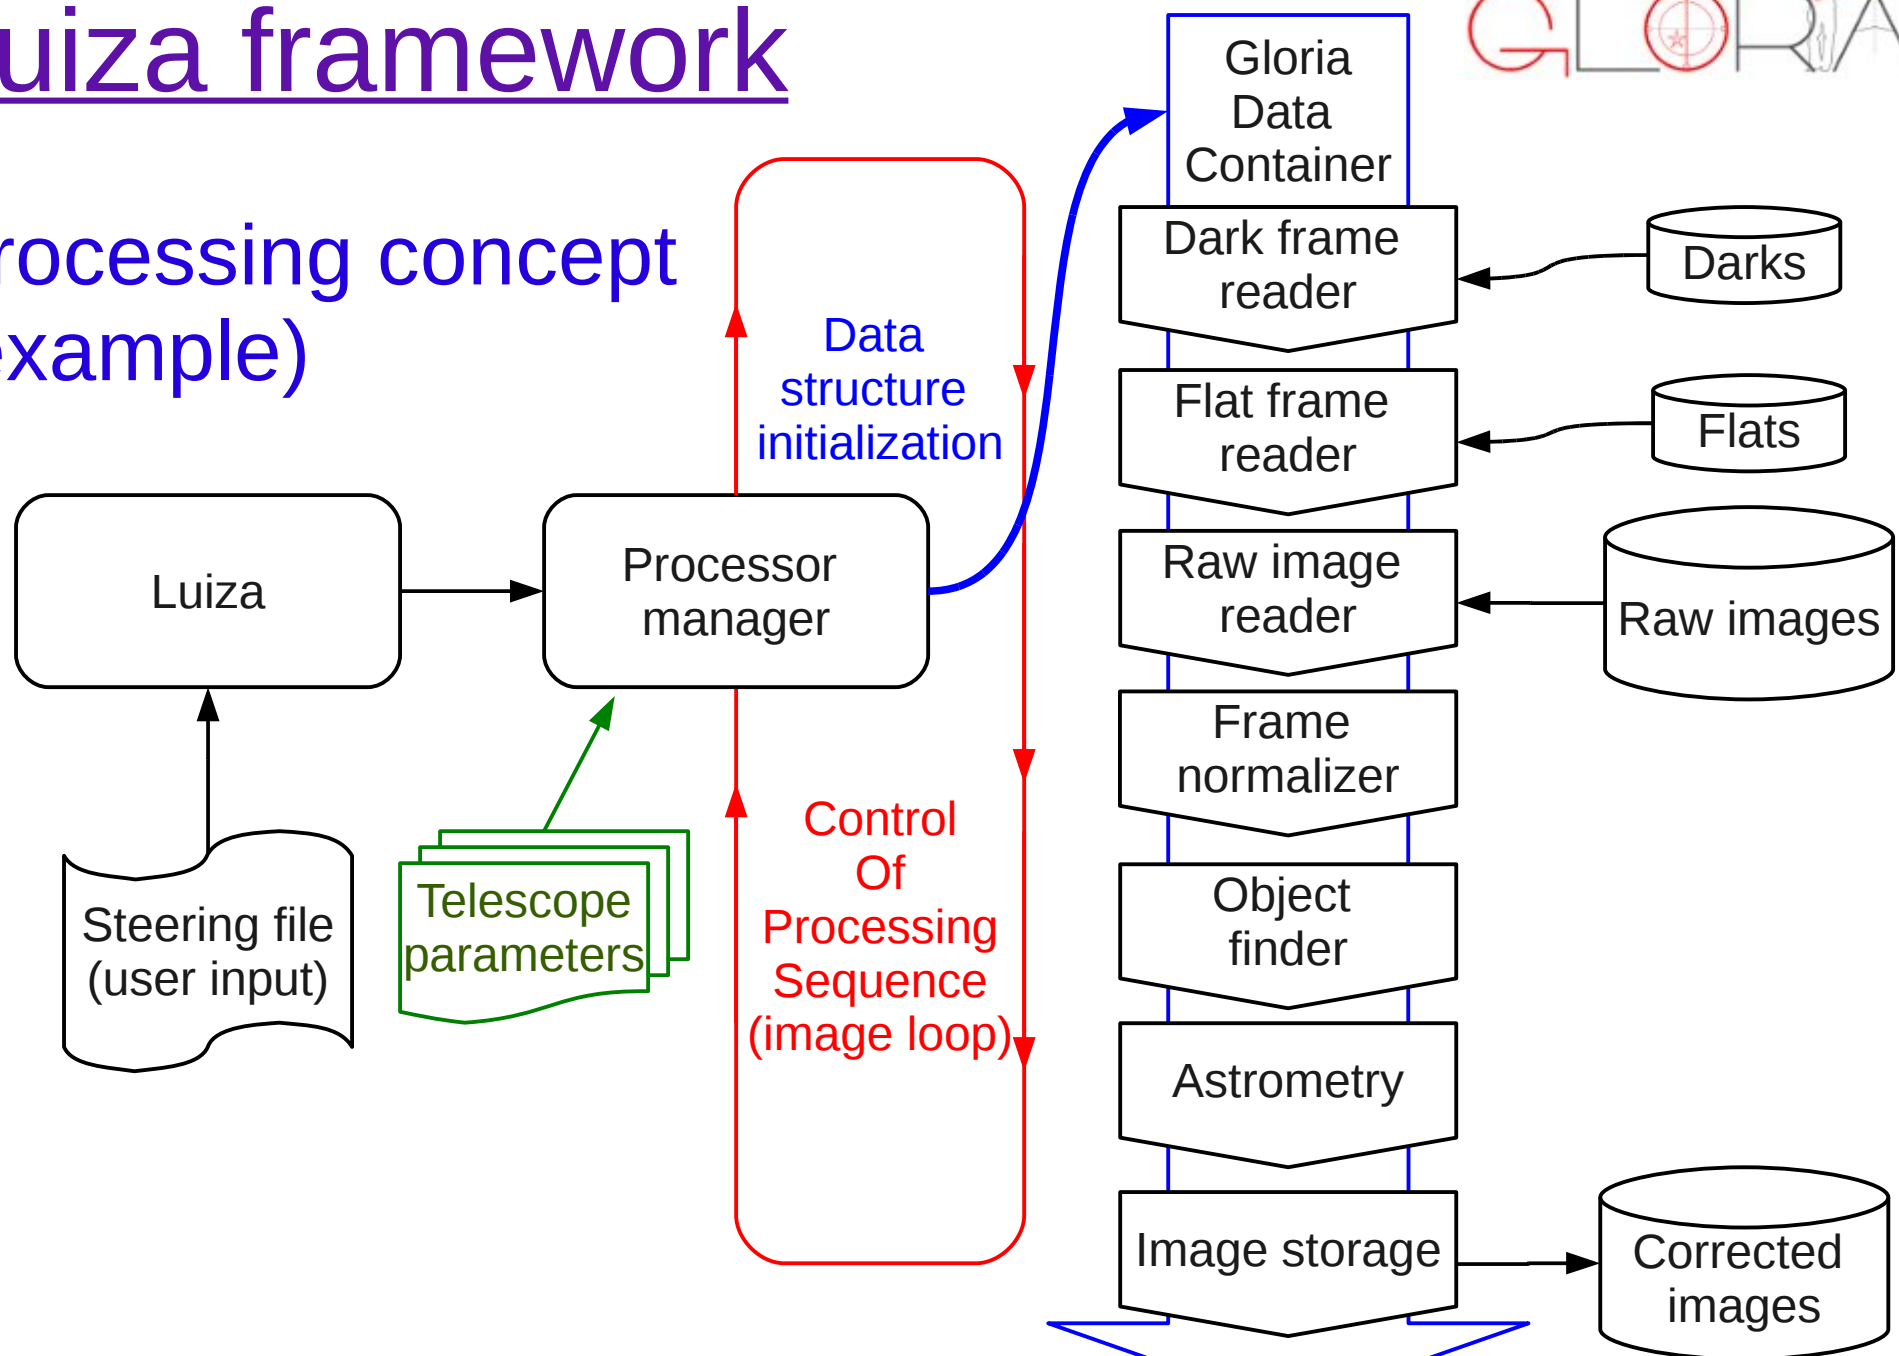 uiza framework
GLORIA
rocessing concept
example)
Gloria
Data
Container
Dark frame
reader
Darks
Data
structure
initialization
Flat frame
reader
Flats
Luiza
Processor
manager
Raw image
reader
Raw images
Frame
normalizer
Steering file
(user input)
Telescope
parameters
Control
Of
Processing
Sequence
(image loop)
Object
finder
Astrometry
Image storage
Corrected
images